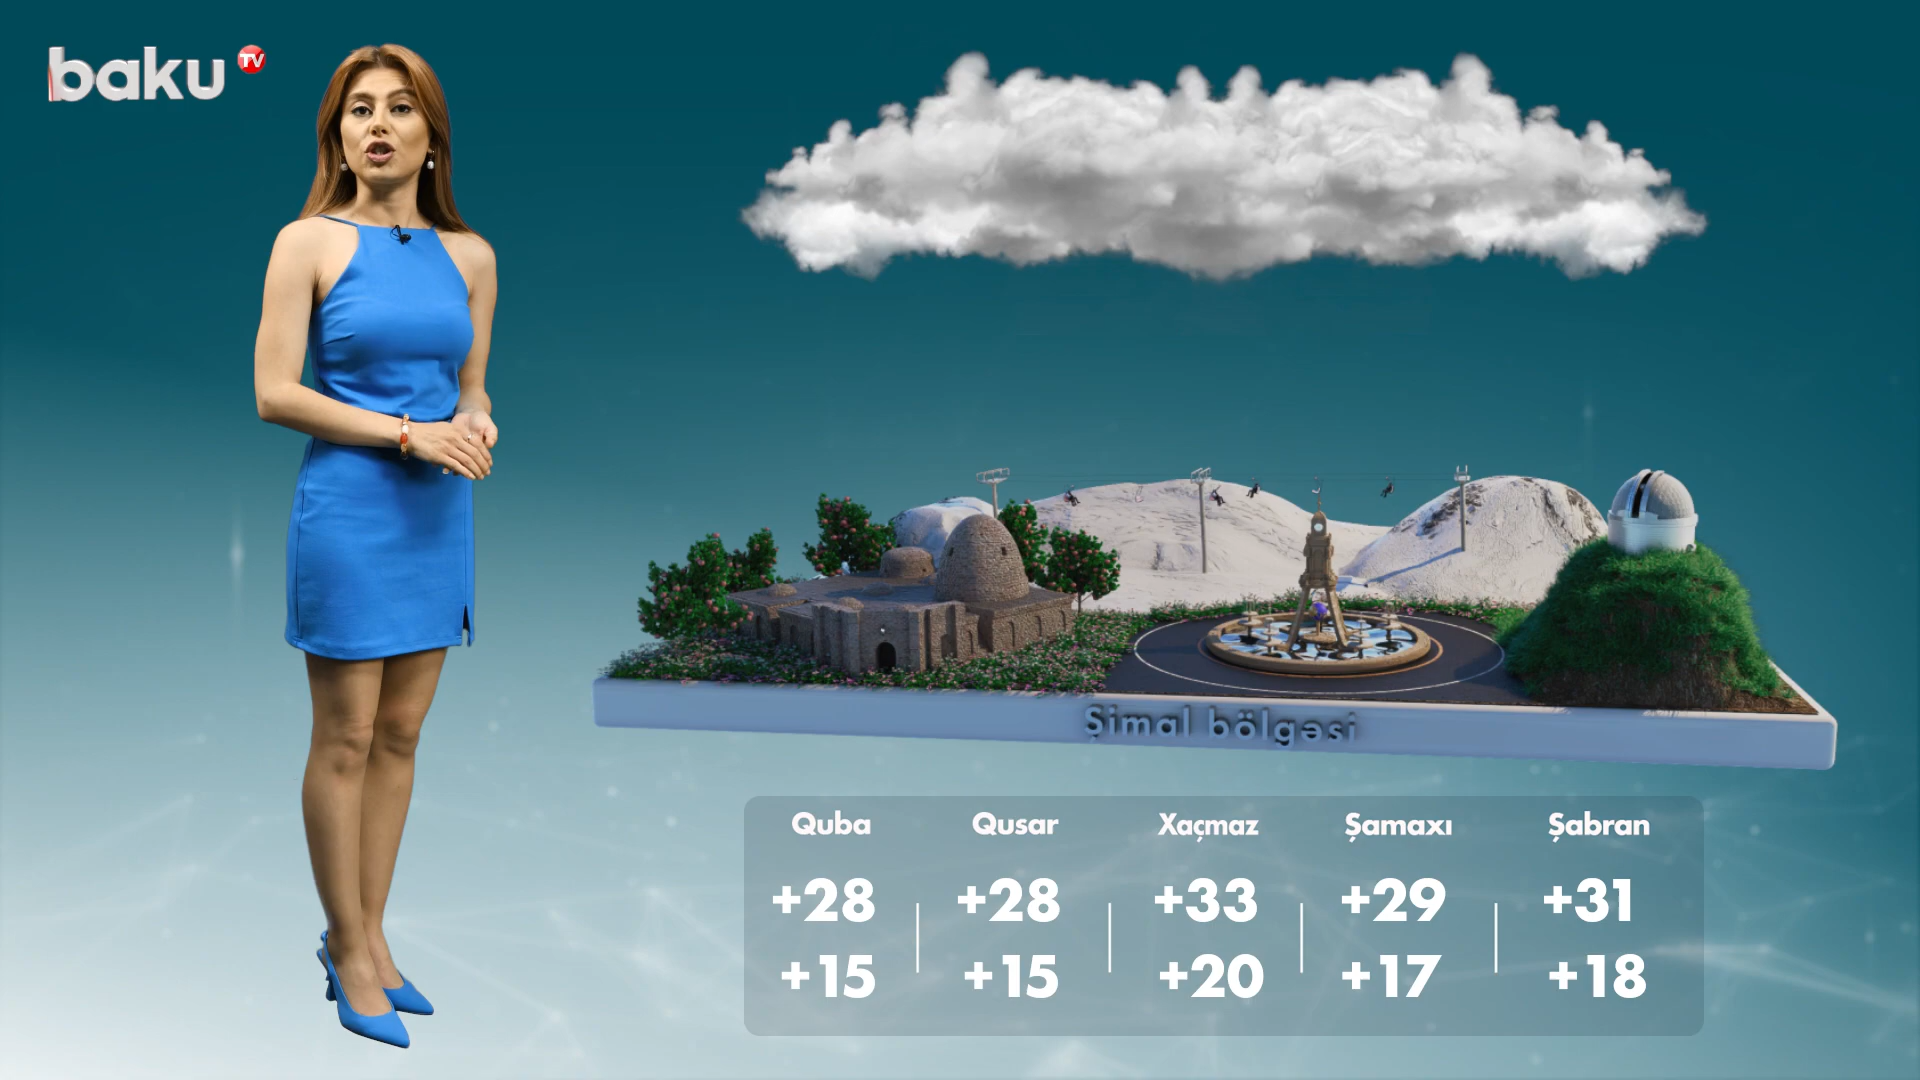 baku TV
Şimal bölgəsi
Quba Qusar Xaçmaz Şamaxı Şabran
+28 +28 +33 +29 +31
+15 +15 +20 +17 +18